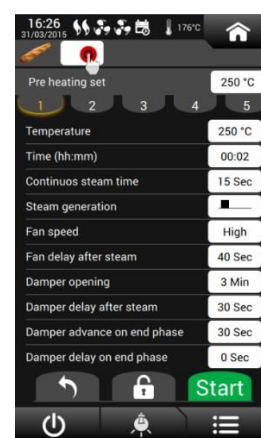 16:26
31/03/2015
176°C
Pre heating set 250 °C
1 2 3 4 5
Temperature 250 °C
Time (hh:mm) 00:02
Continuos steam time 15 Sec
Steam generation
Fan speed High
Fan delay after steam 40 Sec
Damper opening 3 Min
Damper delay after steam 30 Sec
Damper advance on end phase 30 Sec
Damper delay on end phase 0 Sec
Start